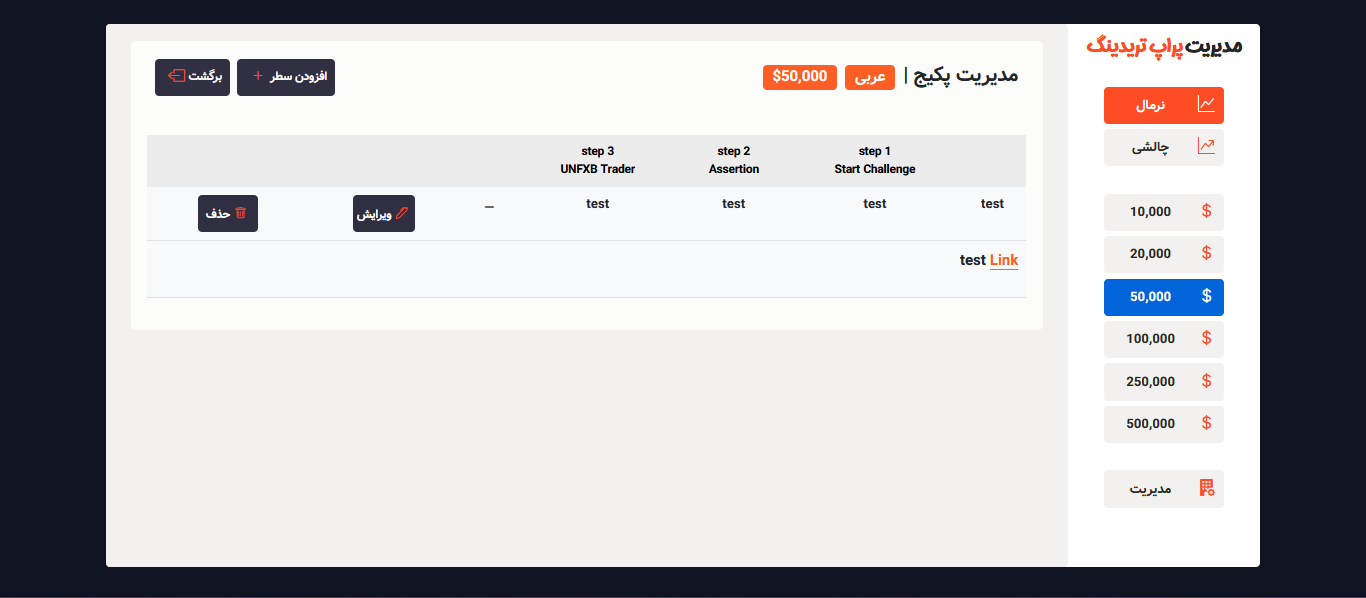 مدیریت پراپ تریدینگ
نرمال
چالشی
10,000 $
20,000 $
50,000 $
100,000 $
250,000 $
500,000 $
مدیریت
مدیریت پکیج | عربی $50,000
افزودن سطر +
برگشت
step 1 step 2 step 3
Start Challenge Assertion UNFXB Trader
test test test test — ویرایش حذف
test Link